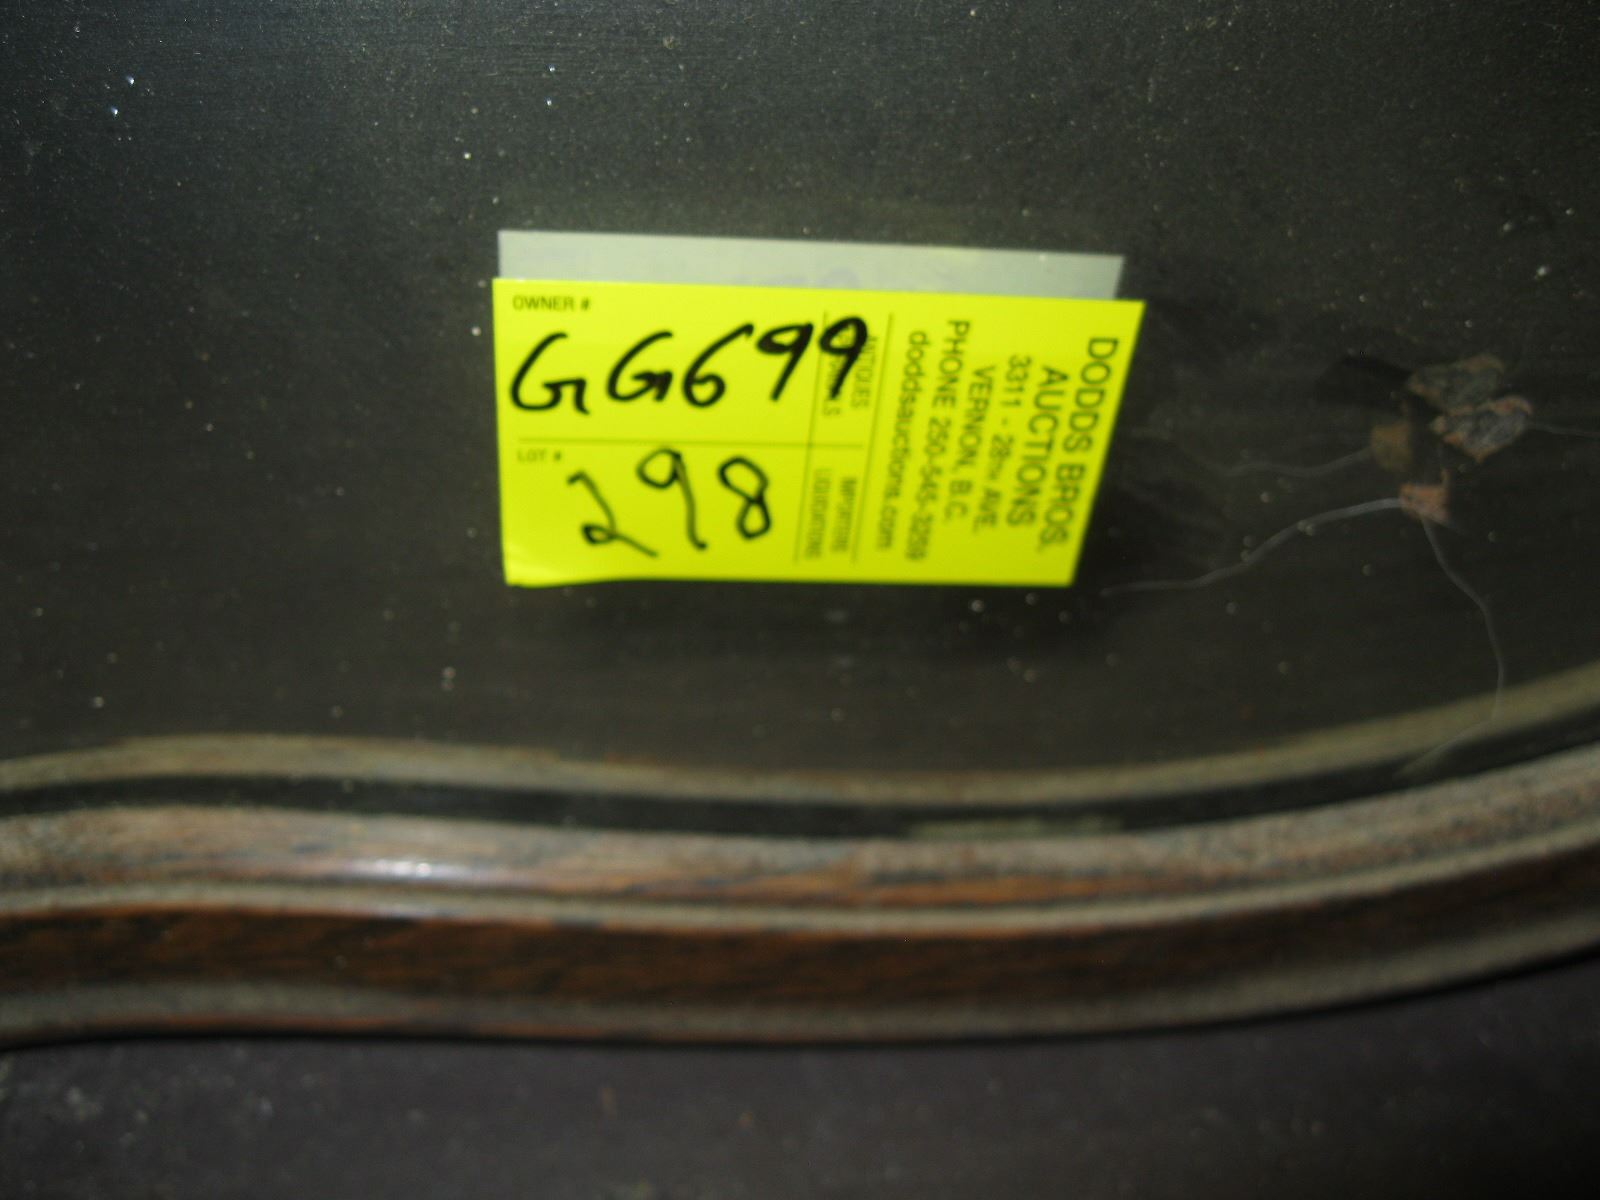 OWNER #
GG699
LOT #
298
DODDS BROS.
AUCTIONS
3311 - 28TH AVE.
VERNON, B.C.
PHONE 250-545-3259
doddsauctions.com
ANTIQUES
IMPORTERS
LIQUIDATIONS